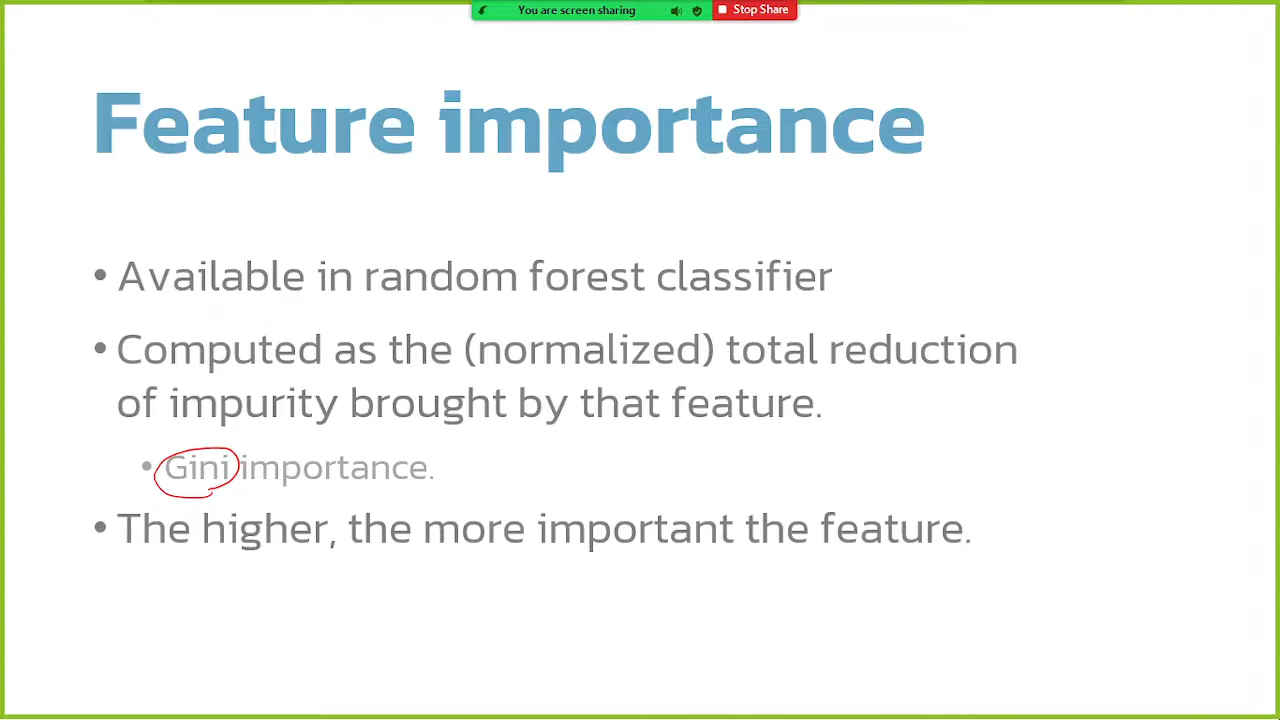 You are screen sharing
Stop Share
Feature importance
• Available in random forest classifier
• Computed as the (normalized) total reduction
of impurity brought by that feature.
• Gini importance.
• The higher, the more important the feature.